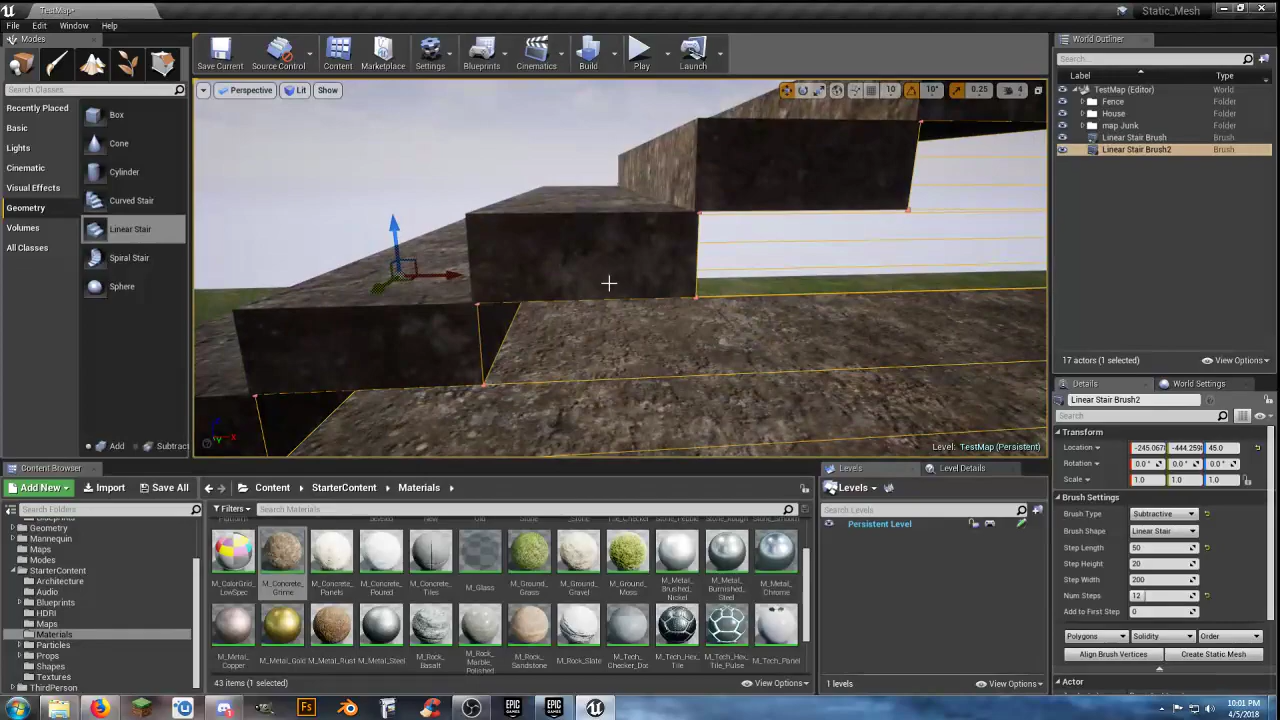 TestMap*
Static_Mesh
File Edit Window Help
Modes
Search Classes
Recently Placed
Basic
Lights
Cinematic
Visual Effects
Geometry
Volumes
All Classes
Box
Cone
Cylinder
Curved Stair
Linear Stair
Spiral Stair
Sphere
Add
Subtract
Save Current
Source Control
Content
Marketplace
Settings
Blueprints
Cinematics
Build
Play
Launch
Perspective
Lit
Show
10
10°
0.25
4
Level: TestMap (Persistent)
World Outliner
Search...
Label Type
TestMap (Editor) World
Fence Folder
House Folder
map Junk Folder
Linear Stair Brush Brush
Linear Stair Brush2 Brush
17 actors (1 selected)
View Options
Details
World Settings
Linear Stair Brush2
Search
Transform
Location 45.0
Rotation 0.0 ° 0.0 ° 0.0 °
Scale 1.0 1.0 1.0
Brush Settings
Brush Type Subtractive
Brush Shape Linear Stair
Step Length 50
Step Height 20
Step Width 200
Num Steps 12
Add to First Step 0
Polygons Solidity Order
Align Brush Vertices Create Static Mesh
Actor
Content Browser
Add New Import Save All
Content StarterContent Materials
Search Folders
Geometry
Mannequin
Maps
Modes
StarterContent
Architecture
Audio
Blueprints
HDRI
Maps
Materials
Particles
Props
Shapes
Textures
ThirdPerson
Filters Search Materials
M_ColorGrid_LowSpec
M_Concrete_Grime
M_Concrete_Panels
M_Concrete_Poured
M_Concrete_Tiles
M_Glass
M_Ground_Grass
M_Ground_Gravel
M_Ground_Moss
M_Metal_Brushed_Nickel
M_Metal_Burnished_Steel
M_Metal_Chrome
M_Metal_Copper
M_Metal_Gold
M_Metal_Rust
M_Metal_Steel
M_Rock_Basalt
M_Rock_Marble_Polished
M_Rock_Sandstone
M_Rock_Slate
M_Tech_Checker_Dot
M_Tech_Hex_Tile
M_Tech_Hex_Tile_Pulse
M_Tech_Panel
43 items (1 selected)
View Options
Levels
Level Details
Levels
Search Levels
Persistent Level
1 levels
View Options
10:01 PM
4/5/2018